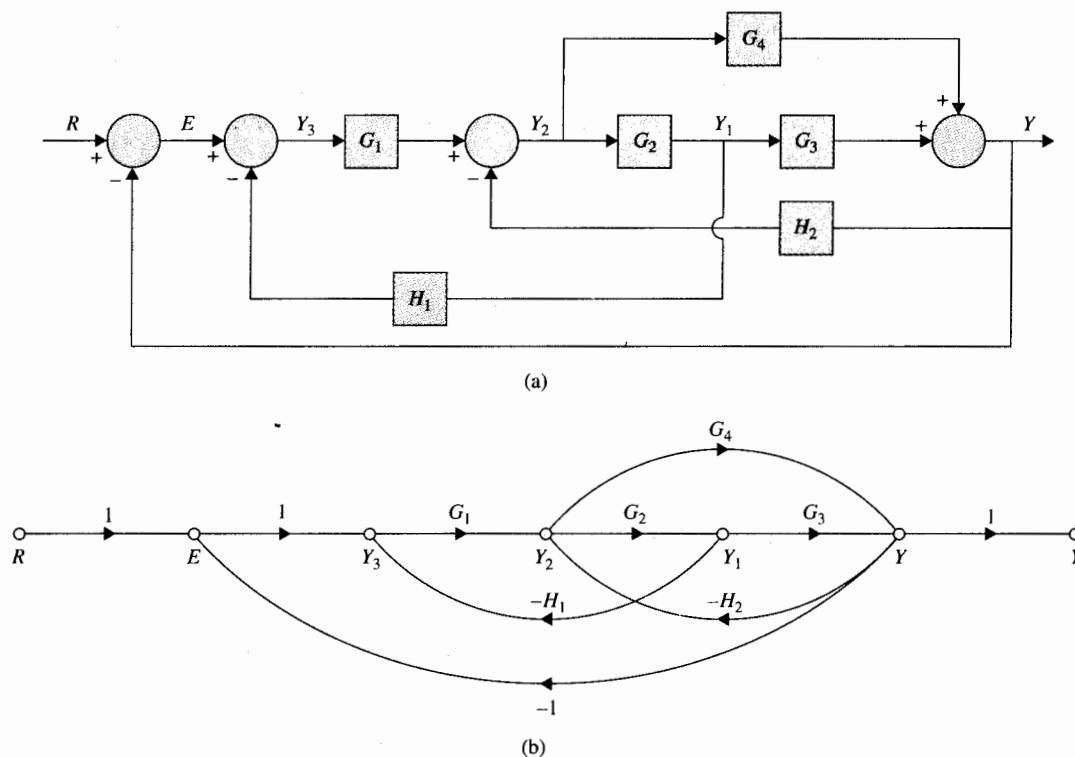 G₄
+
R + E + Y₃ G₁ + Y₂ G₂ Y₁ G₃ + Y
− − −
H₂
H₁
(a)
G₄
1 1 G₁ G₂ G₃ 1
R E Y₃ Y₂ Y₁ Y Y
−H₁ −H₂
−1
(b)